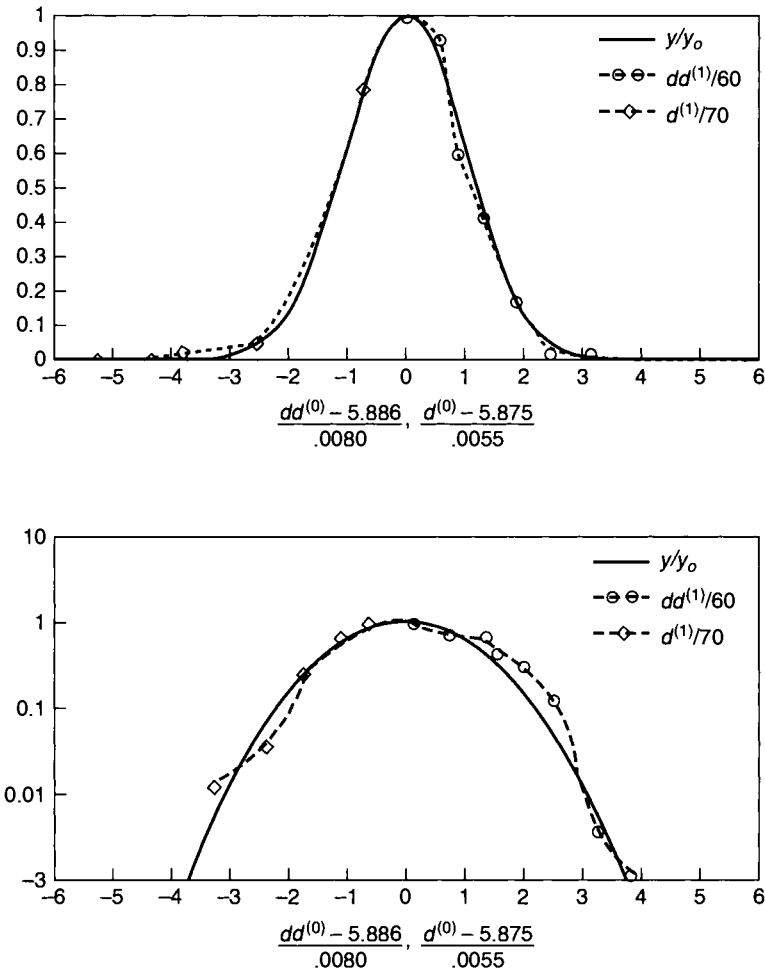 1
0.9
0.8
0.7
0.6
0.5
0.4
0.3
0.2
0.1
0
y/yₒ
dd⁽¹⁾/60
d⁽¹⁾/70
−6 −5 −4 −3 −2 −1 0 1 2 3 4 5 6
dd⁽⁰⁾ − 5.886 , d⁽⁰⁾ − 5.875
.0080 .0055
10
1
0.1
0.01
−3
y/yₒ
dd⁽¹⁾/60
d⁽¹⁾/70
−6 −5 −4 −3 −2 −1 0 1 2 3 4 5 6
dd⁽⁰⁾ − 5.886 , d⁽⁰⁾ − 5.875
.0080 .0055